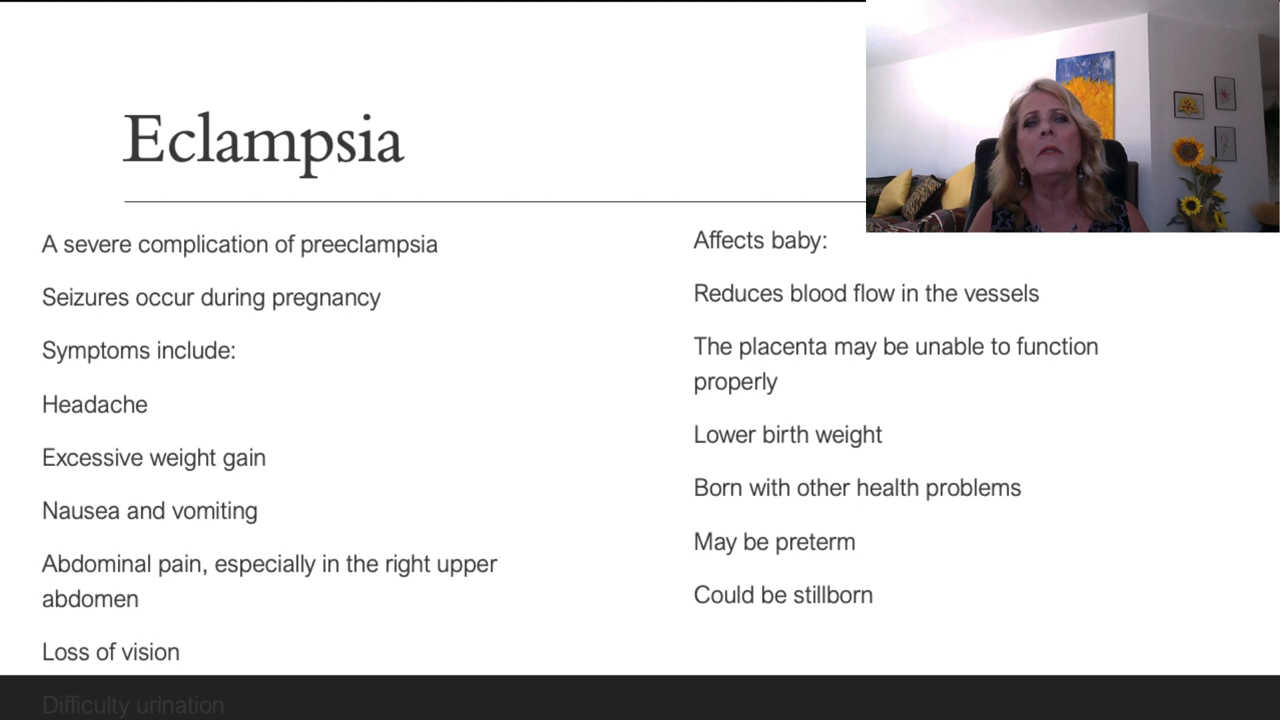 Eclampsia
A severe complication of preeclampsia
Seizures occur during pregnancy
Symptoms include:
Headache
Excessive weight gain
Nausea and vomiting
Abdominal pain, especially in the right upper
abdomen
Loss of vision
Difficulty urination
Affects baby:
Reduces blood flow in the vessels
The placenta may be unable to function
properly
Lower birth weight
Born with other health problems
May be preterm
Could be stillborn